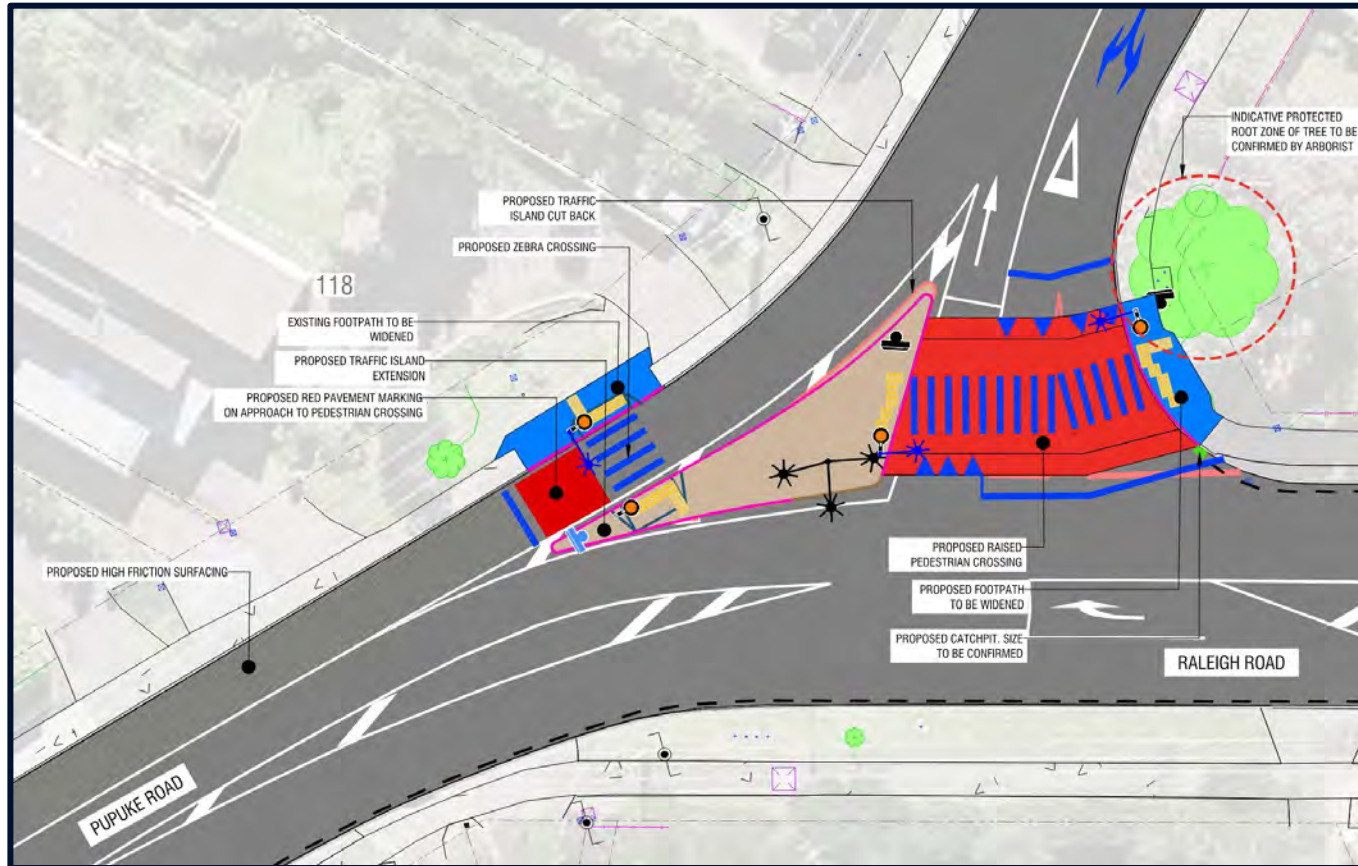 INDICATIVE PROTECTED
ROOT ZONE OF TREE TO BE
CONFIRMED BY ARBORIST
PROPOSED TRAFFIC
ISLAND CUT BACK
PROPOSED ZEBRA CROSSING
118
EXISTING FOOTPATH TO BE
WIDENED
PROPOSED TRAFFIC ISLAND
EXTENSION
PROPOSED RED PAVEMENT MARKING
ON APPROACH TO PEDESTRIAN CROSSING
PROPOSED HIGH FRICTION SURFACING
PROPOSED RAISED
PEDESTRIAN CROSSING
PROPOSED FOOTPATH
TO BE WIDENED
PROPOSED CATCHPIT. SIZE
TO BE CONFIRMED
RALEIGH ROAD
PUPUKE ROAD